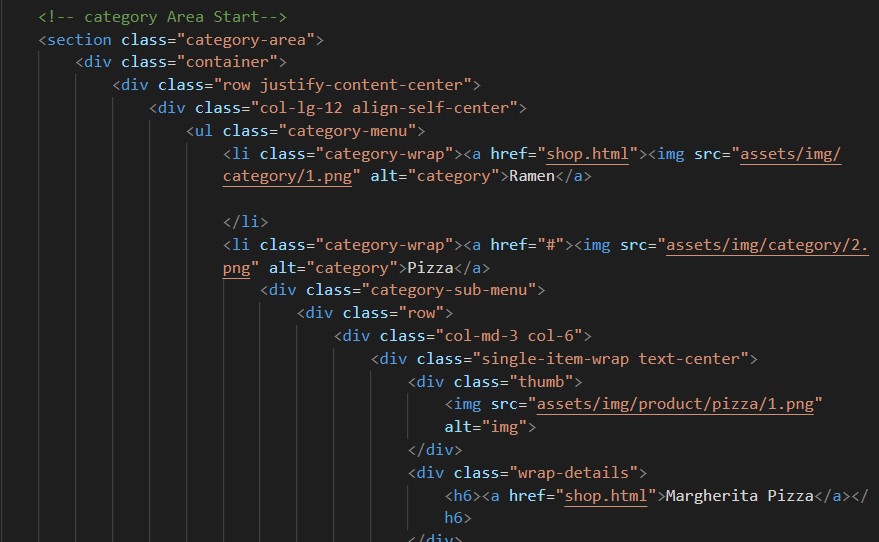 <!-- category Area Start-->
<section class="category-area">
<div class="container">
<div class="row justify-content-center">
<div class="col-lg-12 align-self-center">
<ul class="category-menu">
<li class="category-wrap"><a href="shop.html"><img src="assets/img/
category/1.png" alt="category">Ramen</a>
</li>
<li class="category-wrap"><a href="#"><img src="assets/img/category/2.
png" alt="category">Pizza</a>
<div class="category-sub-menu">
<div class="row">
<div class="col-md-3 col-6">
<div class="single-item-wrap text-center">
<div class="thumb">
<img src="assets/img/product/pizza/1.png"
alt="img">
</div>
<div class="wrap-details">
<h6><a href="shop.html">Margherita Pizza</a></
h6>
</div>